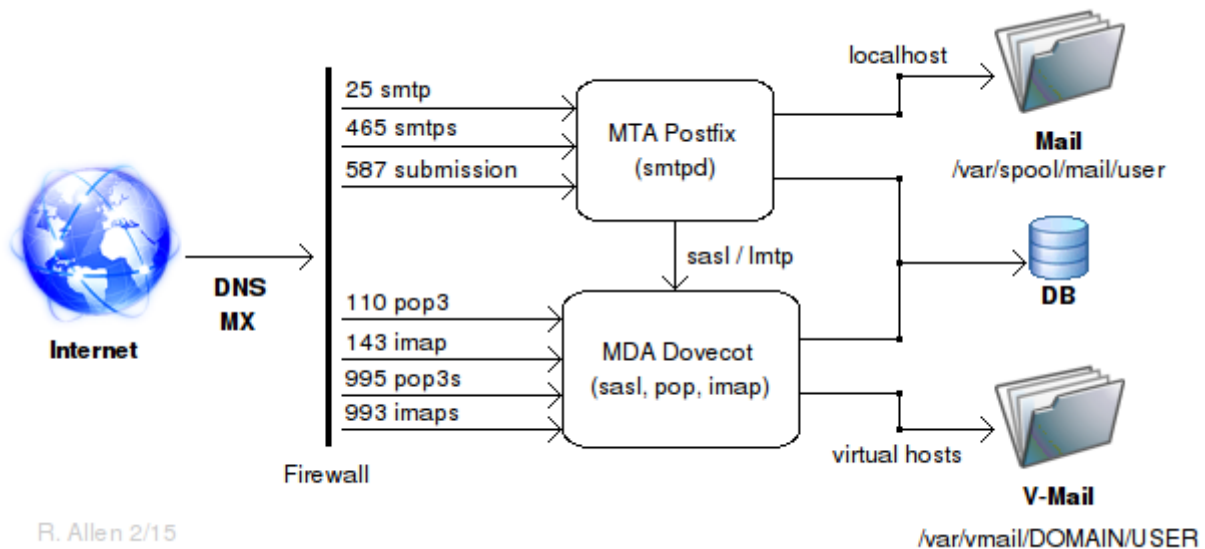 localhost
25 smtp
465 smtps
587 submission
MTA Postfix
(smtpd)
Mail
/var/spool/mail/user
sasl / lmtp
DNS
MX
Internet
DB
110 pop3
143 imap
995 pop3s
993 imaps
MDA Dovecot
(sasl, pop, imap)
virtual hosts
Firewall
V-Mail
/var/vmail/DOMAIN/USER
R. Allen 2/15